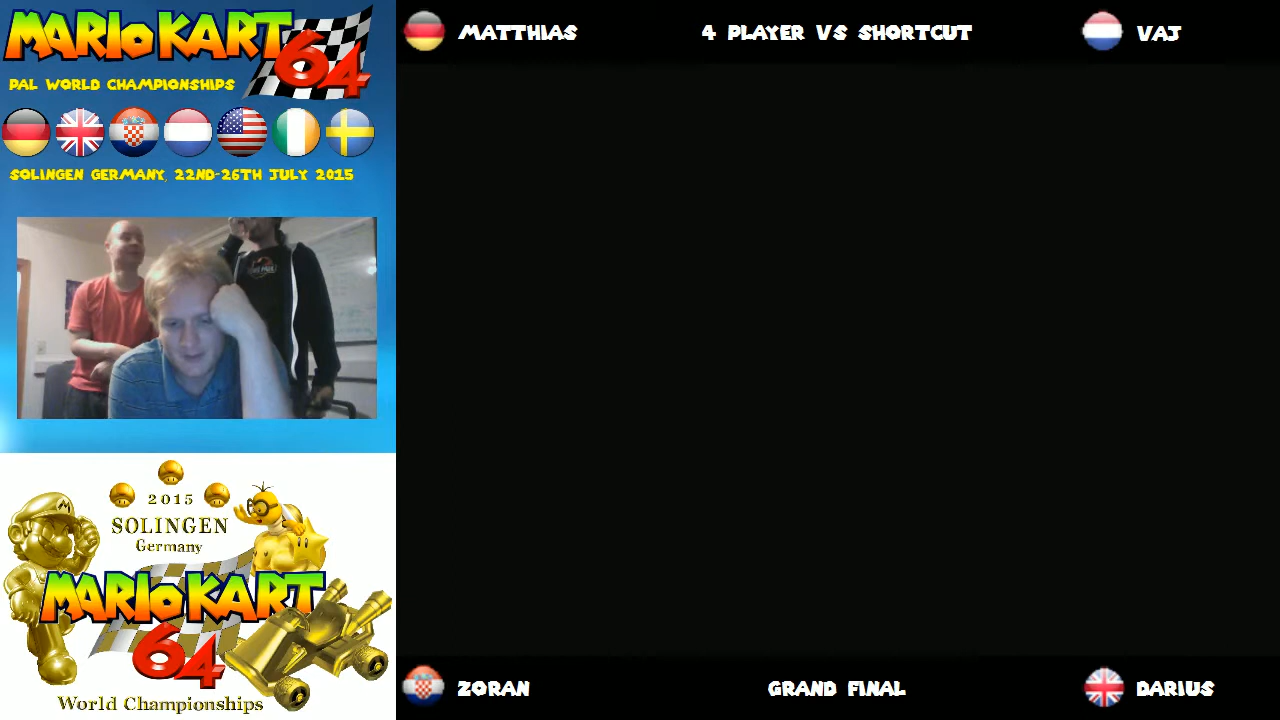 MARIO KART 64
PAL WORLD CHAMPIONSHIPS
SOLINGEN GERMANY, 22ND-26TH JULY 2015
2015
SOLINGEN
Germany
MARIO KART
64
World Championships
MATTHIAS
4 PLAYER VS SHORTCUT
VAJ
ZORAN
GRAND FINAL
DARIUS